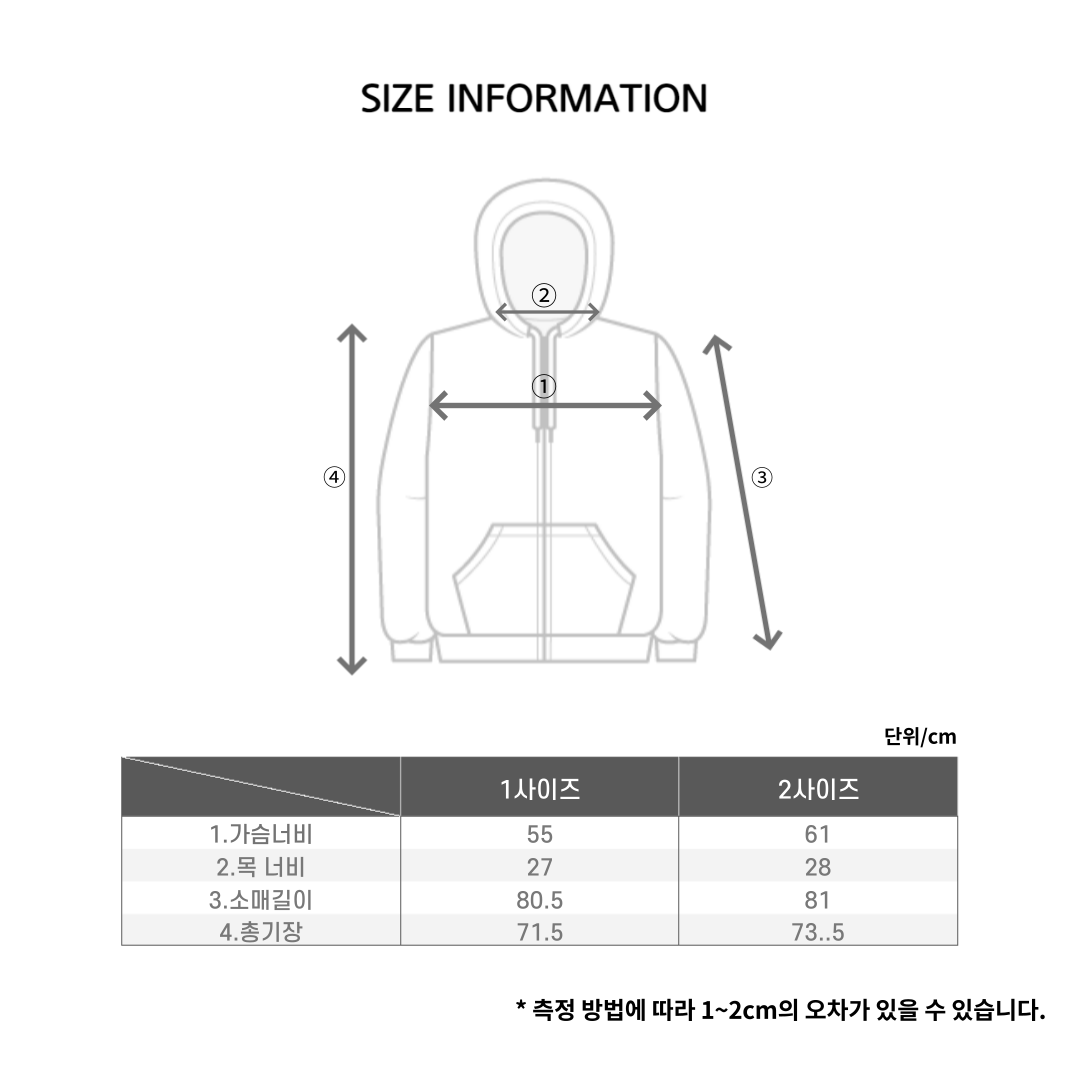 SIZE INFORMATION
②
①
④
③
단위/cm
1사이즈 2사이즈
1.가슴너비 55 61
2.목 너비 27 28
3.소매길이 80.5 81
4.총기장 71.5 73..5
* 측정 방법에 따라 1~2cm의 오차가 있을 수 있습니다.